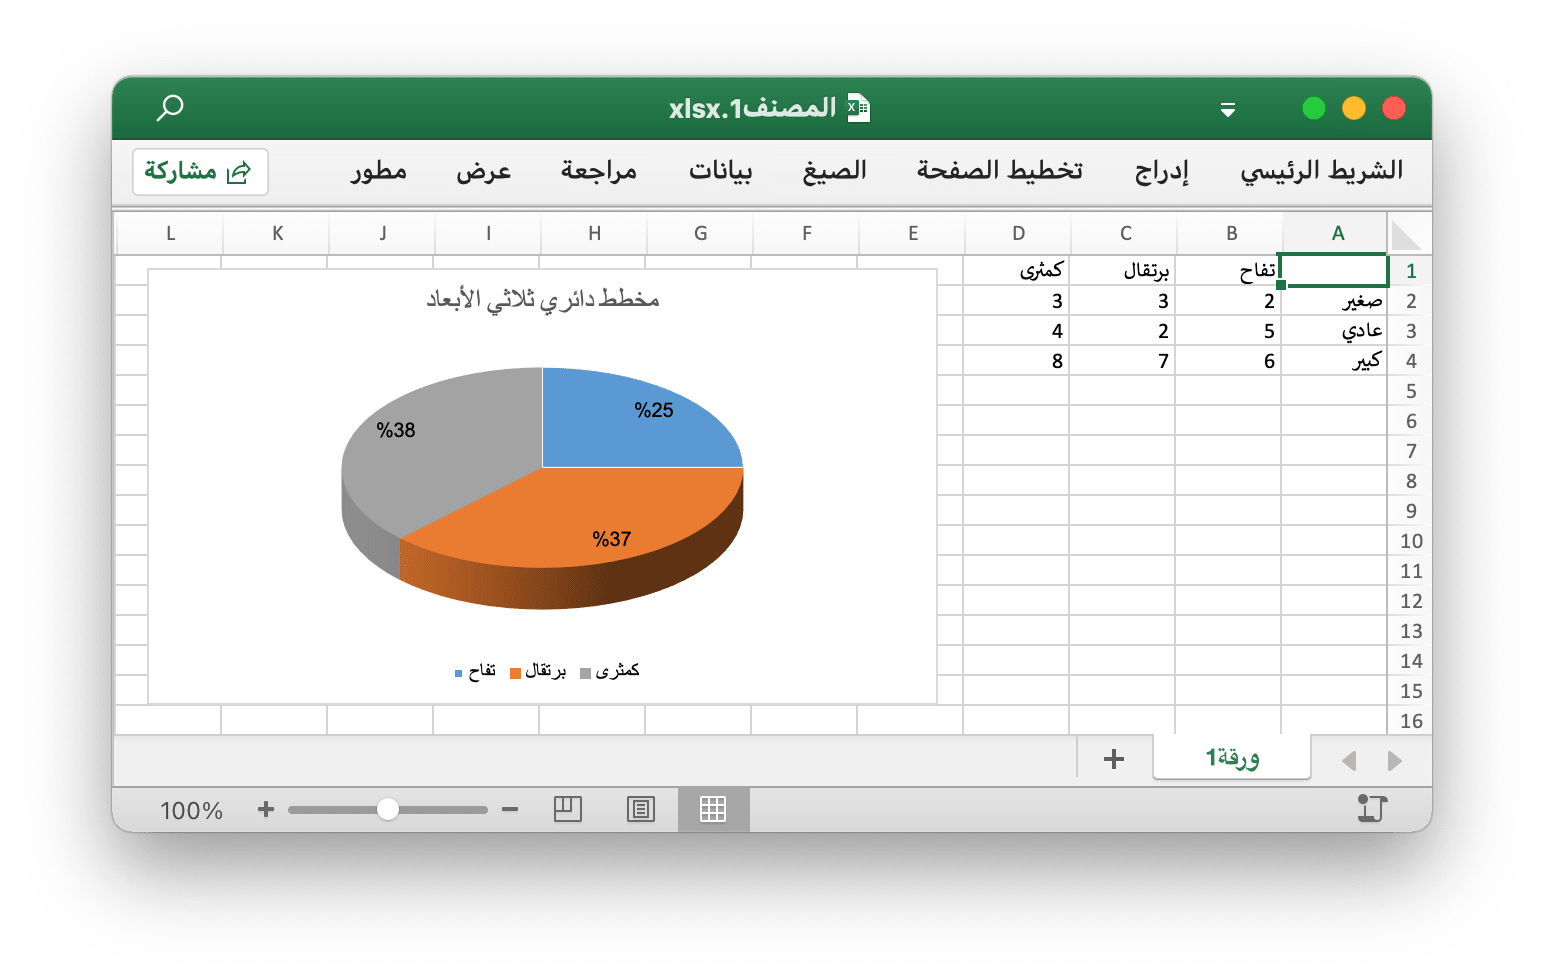 المصنف1.xlsx
الشريط الرئيسي إدراج تخطيط الصفحة الصيغ بيانات مراجعة عرض مطور مشاركة
A B C D E F G H I J K L
1 تفاح برتقال كمثرى
2 صغير 2 3 3
3 عادي 5 2 4
4 كبير 6 7 8
5
6
7
8
9
10
11
12
13
14
15
16
مخطط دائري ثلاثي الأبعاد
%25
%38
%37
كمثرى برتقال تفاح
ورقة1
100%